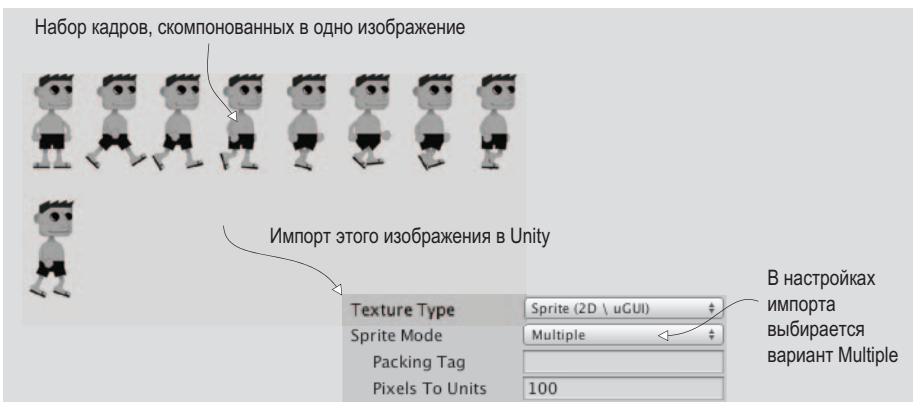 Набор кадров, скомпонованных в одно изображение
Импорт этого изображения в Unity
В настройках
импорта
выбирается
вариант Multiple
Texture Type Sprite (2D \ uGUI)
Sprite Mode Multiple
Packing Tag
Pixels To Units 100